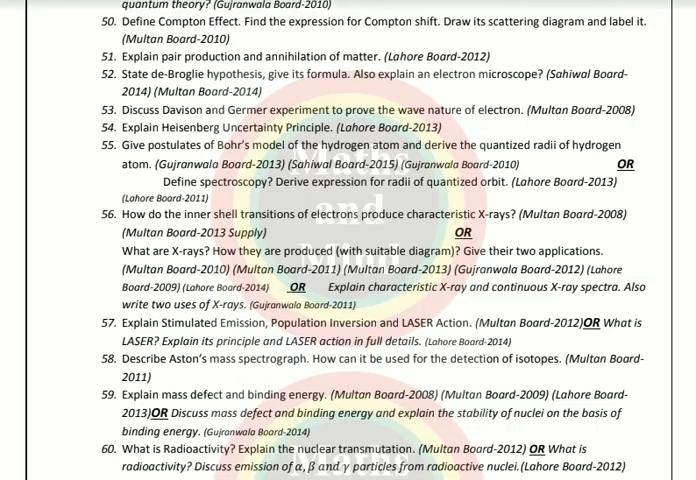 quantum theory? (Gujranwala Board-2010)
50. Define Compton Effect. Find the expression for Compton shift. Draw its scattering diagram and label it.
(Multan Board-2010)
51. Explain pair production and annihilation of matter. (Lahore Board-2012)
52. State de-Broglie hypothesis, give its formula. Also explain an electron microscope? (Sahiwal Board-
2014) (Multan Board-2014)
53. Discuss Davison and Germer experiment to prove the wave nature of electron. (Multan Board-2008)
54. Explain Heisenberg Uncertainty Principle. (Lahore Board-2013)
55. Give postulates of Bohr's model of the hydrogen atom and derive the quantized radii of hydrogen
atom. (Gujranwala Board-2013) (Sahiwal Board-2015) (Gujranwala Board-2010) OR
Define spectroscopy? Derive expression for radii of quantized orbit. (Lahore Board-2013)
(Lahore Board-2011)
56. How do the inner shell transitions of electrons produce characteristic X-rays? (Multan Board-2008)
(Multan Board-2013 Supply) OR
What are X-rays? How they are produced (with suitable diagram)? Give their two applications.
(Multan Board-2010) (Multan Board-2011) (Multan Board-2013) (Gujranwala Board-2012) (Lahore
Board-2009) (Lahore Board-2014) OR Explain characteristic X-ray and continuous X-ray spectra. Also
write two uses of X-rays. (Gujranwala Board-2011)
57. Explain Stimulated Emission, Population Inversion and LASER Action. (Multan Board-2012)OR What is
LASER? Explain its principle and LASER action in full details. (Lahore Board-2014)
58. Describe Aston's mass spectrograph. How can it be used for the detection of isotopes. (Multan Board-
2011)
59. Explain mass defect and binding energy. (Multan Board-2008) (Multan Board-2009) (Lahore Board-
2013)OR Discuss mass defect and binding energy and explain the stability of nuclei on the basis of
binding energy. (Gujranwala Board-2014)
60. What is Radioactivity? Explain the nuclear transmutation. (Multan Board-2012) OR What is
radioactivity? Discuss emission of α, β and γ particles from radioactive nuclei.(Lahore Board-2012)
Maths
and
Mind
Maths